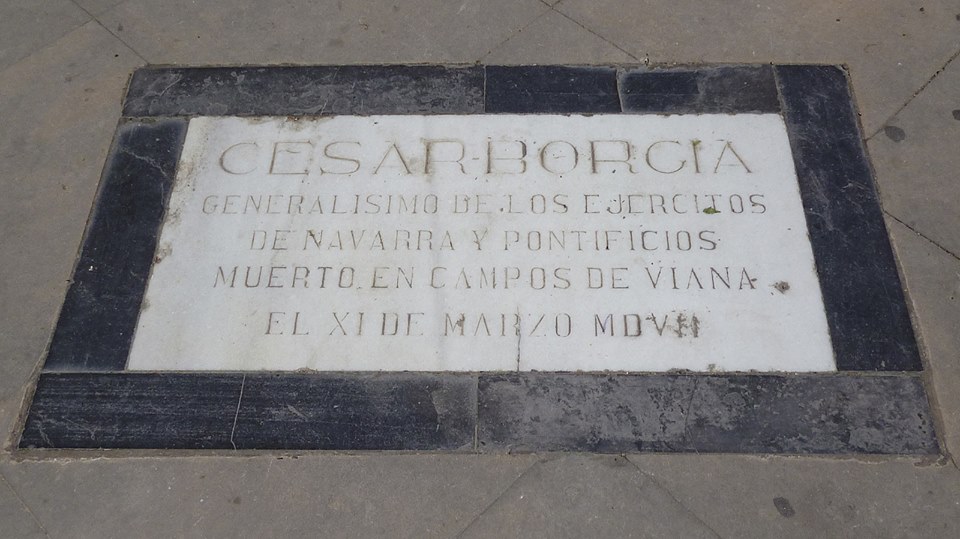 CESAR BORGIA
GENERALISIMO DE LOS EJERCITOS
DE NAVARRA Y PONTIFICIOS
MUERTO EN CAMPOS DE VIANA
EL XI DE MARZO MDVII